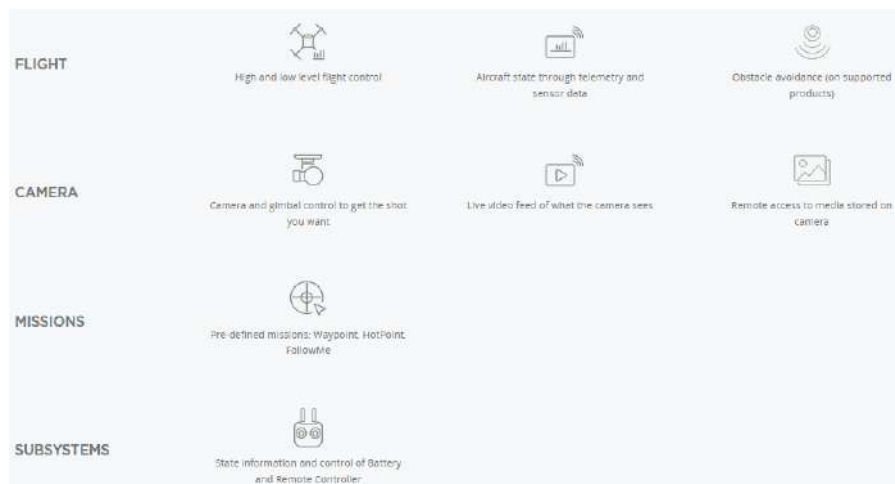 FLIGHT
High and low level flight control
Aircraft state through telemetry and
sensor data
Obstacle avoidance (on supported
products)
CAMERA
Camera and gimbal control to get the shot
you want
Live video feed of what the camera sees
Remote access to media stored on
camera
MISSIONS
Pre-defined missions: Waypoint, HotPoint,
FollowMe
SUBSYSTEMS
State information and control of Battery
and Remote Controller